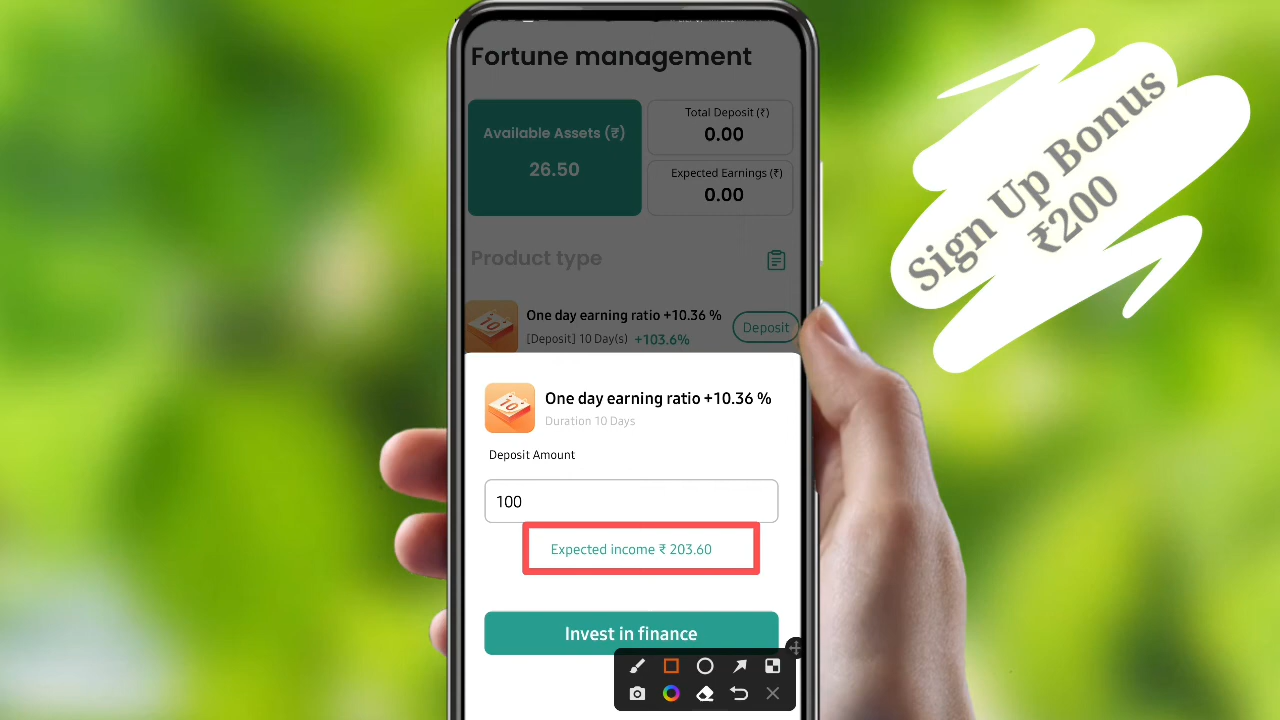 Fortune management
Available Assets (₹)
26.50
Total Deposit (₹)
0.00
Expected Earnings (₹)
0.00
Product type
10
One day earning ratio +10.36 %
[Deposit] 10 Day(s) +103.6%
Deposit
10
One day earning ratio +10.36 %
Duration 10 Days
Deposit Amount
100
Expected income ₹ 203.60
Invest in finance
Sign Up Bonus
₹200